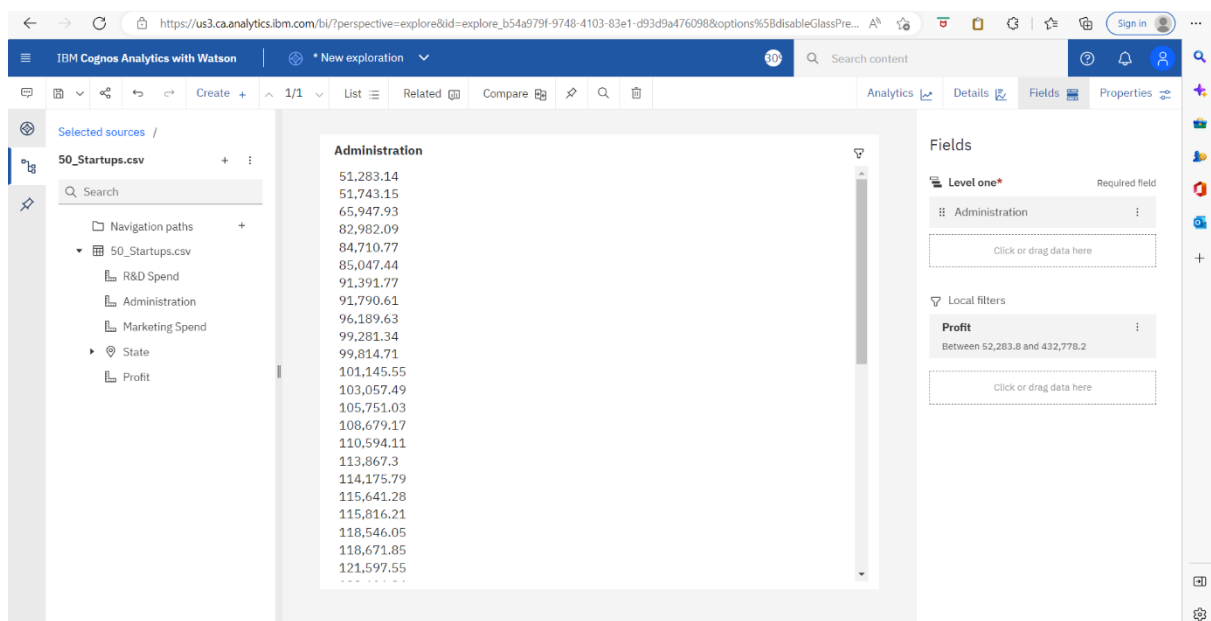 https://us3.ca.analytics.ibm.com/bi/?perspective=explore&id=explore_b54a979f-9748-4103-83e1-d93d9a476098&options%5BdisableGlassPre...
Sign in
IBM Cognos Analytics with Watson
* New exploration
Search content
Create +
1/1
List
Related
Compare
Analytics
Details
Fields
Properties
Selected sources /
50_Startups.csv
Search
Navigation paths
50_Startups.csv
R&D Spend
Administration
Marketing Spend
State
Profit
Administration
51,283.14
51,743.15
65,947.93
82,982.09
84,710.77
85,047.44
91,391.77
91,790.61
96,189.63
99,281.34
99,814.71
101,145.55
103,057.49
105,751.03
108,679.17
110,594.11
113,867.3
114,175.79
115,641.28
115,816.21
118,546.05
118,671.85
121,597.55
Fields
Level one*
Required field
Administration
Click or drag data here
Local filters
Profit
Between 52,283.8 and 432,778.2
Click or drag data here